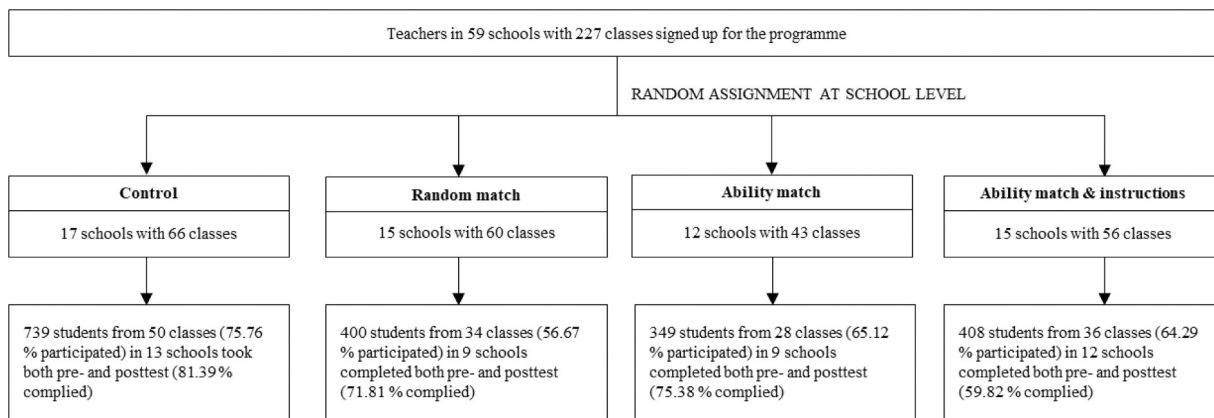 Teachers in 59 schools with 227 classes signed up for the programme
RANDOM ASSIGNMENT AT SCHOOL LEVEL
Control
17 schools with 66 classes
Random match
15 schools with 60 classes
Ability match
12 schools with 43 classes
Ability match & instructions
15 schools with 56 classes
739 students from 50 classes (75.76
% participated) in 13 schools took
both pre- and posttest (81.39 %
complied)
400 students from 34 classes (56.67
% participated) in 9 schools
completed both pre- and posttest
(71.81 % complied)
349 students from 28 classes (65.12
% participated) in 9 schools
completed both pre- and posttest
(75.38 % complied)
408 students from 36 classes (64.29
% participated) in 12 schools
completed both pre- and posttest
(59.82 % complied)